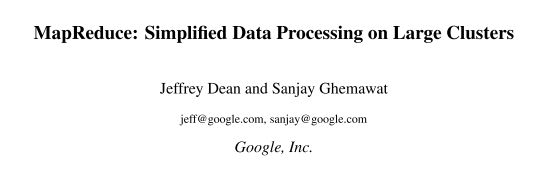 MapReduce: Simplified Data Processing on Large Clusters
Jeffrey Dean and Sanjay Ghemawat
jeff@google.com, sanjay@google.com
Google, Inc.